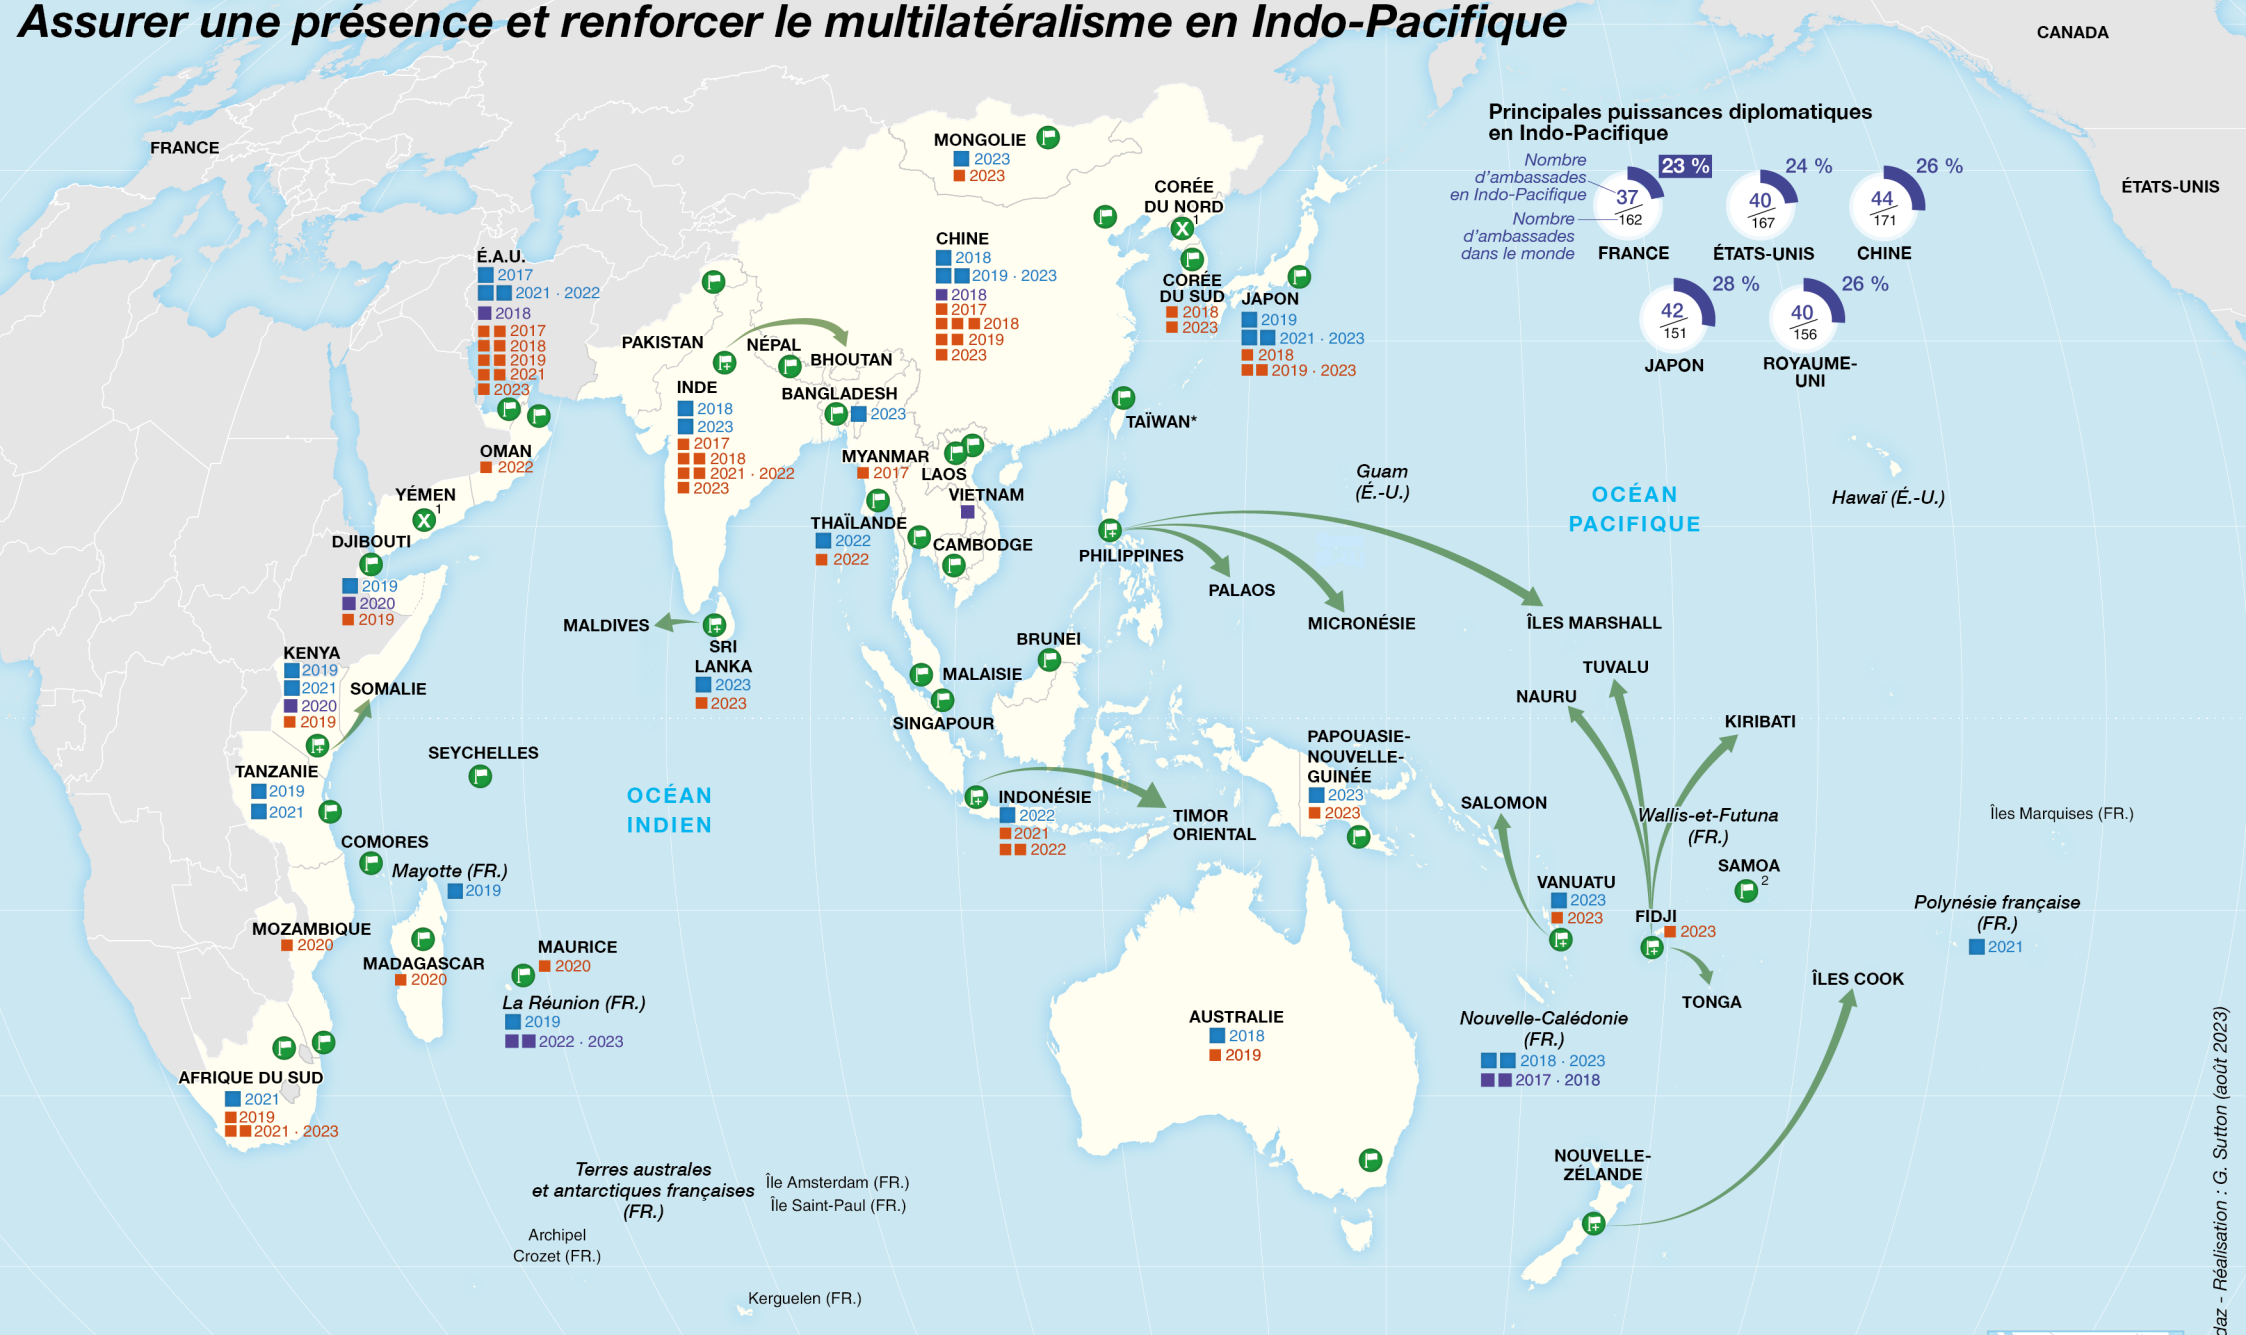 Assurer une présence et renforcer le multilatéralisme en Indo-Pacifique
CANADA
FRANCE
ÉTATS-UNIS
Principales puissances diplomatiques
en Indo-Pacifique
Nombre
d'ambassades
en Indo-Pacifique
Nombre
d'ambassades
dans le monde
23 %
37
162
FRANCE
24 %
40
167
ÉTATS-UNIS
26 %
44
171
CHINE
28 %
42
151
JAPON
26 %
40
156
ROYAUME-
UNI
MONGOLIE
2023
2023
CORÉE
DU NORD
X 1
CORÉE
DU SUD
2018
2023
JAPON
2019
2021 · 2023
2018
2019 · 2023
CHINE
2018
2019 · 2023
2018
2017
2018
2019
2023
É.A.U.
2017
2021 · 2022
2018
2017
2018
2019
2021
2023
OMAN
2022
YÉMEN
X 1
DJIBOUTI
2019
2020
2019
KENYA
2019
2021
2020
2019
SOMALIE
TANZANIE
2019
2021
SEYCHELLES
COMORES
Mayotte (FR.)
2019
MOZAMBIQUE
2020
MADAGASCAR
2020
MAURICE
2020
La Réunion (FR.)
2019
2022 · 2023
AFRIQUE DU SUD
2021
2019
2021 · 2023
PAKISTAN
NÉPAL
BHOUTAN
INDE
2018
2023
2017
2018
2021 · 2022
2023
BANGLADESH
2023
MYANMAR
2017
LAOS
VIETNAM
THAÏLANDE
2022
2022
CAMBODGE
TAÏWAN*
PHILIPPINES
Guam
(É.-U.)
OCÉAN
PACIFIQUE
Hawaï (É.-U.)
PALAOS
MICRONÉSIE
ÎLES MARSHALL
MALDIVES
SRI
LANKA
2023
2023
BRUNEI
MALAISIE
SINGAPOUR
OCÉAN
INDIEN
INDONÉSIE
2022
2021
2022
TIMOR
ORIENTAL
PAPOUASIE-
NOUVELLE-
GUINÉE
2023
2023
TUVALU
NAURU
KIRIBATI
SALOMON
Wallis-et-Futuna
(FR.)
SAMOA
2
Îles Marquises (FR.)
VANUATU
2023
2023
FIDJI
2023
Polynésie française
(FR.)
2021
TONGA
ÎLES COOK
AUSTRALIE
2018
2019
Nouvelle-Calédonie
(FR.)
2018 · 2023
2017 · 2018
NOUVELLE-
ZÉLANDE
Terres australes
et antarctiques françaises
(FR.)
Île Amsterdam (FR.)
Île Saint-Paul (FR.)
Archipel
Crozet (FR.)
Kerguelen (FR.)
- Réalisation : G. Sutton (août 2023)